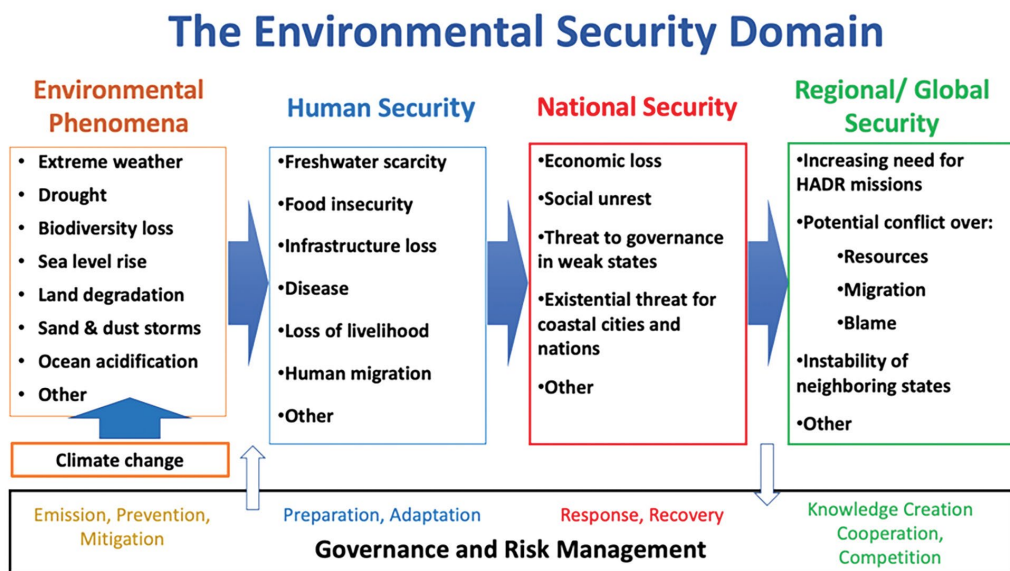 The Environmental Security Domain
Environmental
Phenomena
• Extreme weather
• Drought
• Biodiversity loss
• Sea level rise
• Land degradation
• Sand & dust storms
• Ocean acidification
• Other
Climate change
Human Security
•Freshwater scarcity
•Food insecurity
•Infrastructure loss
•Disease
•Loss of livelihood
•Human migration
•Other
National Security
•Economic loss
•Social unrest
•Threat to governance
in weak states
•Existential threat for
coastal cities and
nations
•Other
Regional/ Global
Security
•Increasing need for
HADR missions
•Potential conflict over:
•Resources
•Migration
•Blame
•Instability of
neighboring states
•Other
Emission, Prevention,
Mitigation
Preparation, Adaptation
Response, Recovery
Knowledge Creation
Cooperation,
Competition
Governance and Risk Management